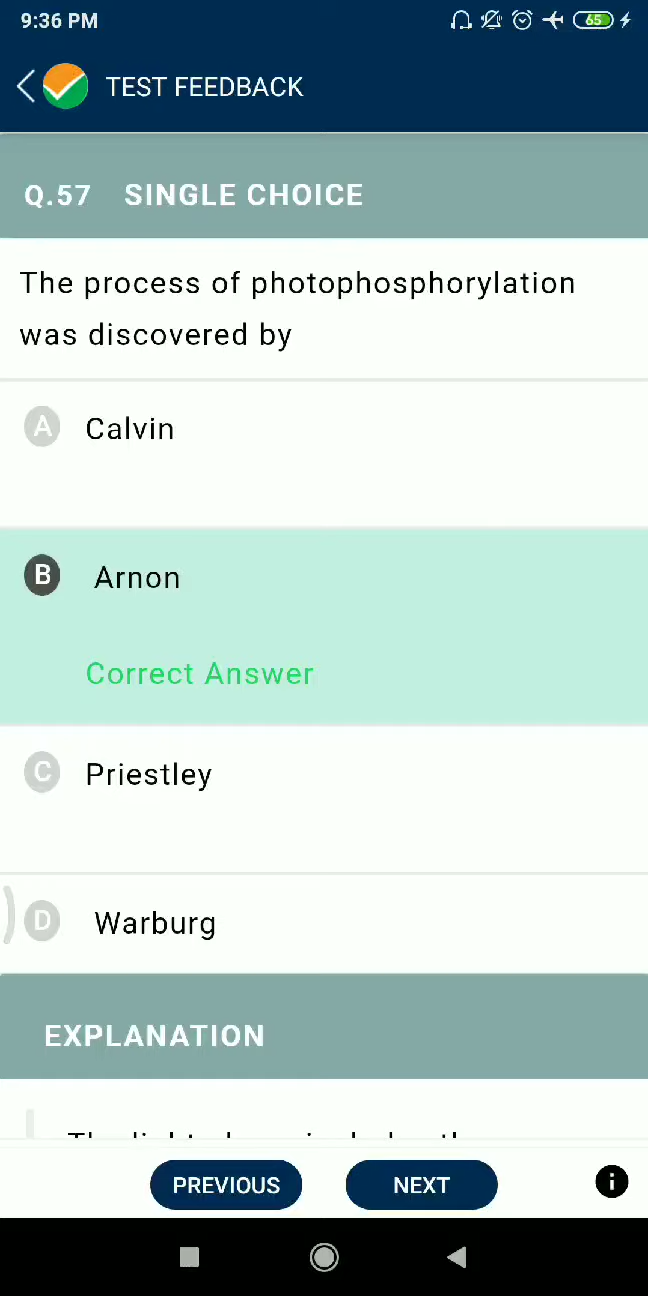 9:36 PM
65
TEST FEEDBACK
Q.57 SINGLE CHOICE
The process of photophosphorylation
was discovered by
A Calvin
B Arnon
Correct Answer
C Priestley
D Warburg
EXPLANATION
PREVIOUS NEXT